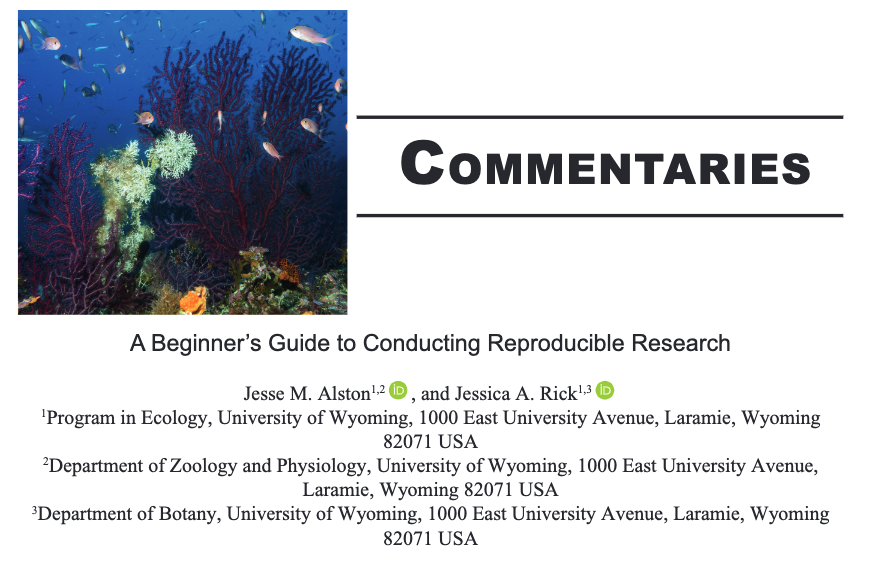 COMMENTARIES
A Beginner’s Guide to Conducting Reproducible Research
Jesse M. Alston1,2 iD , and Jessica A. Rick1,3 iD
1Program in Ecology, University of Wyoming, 1000 East University Avenue, Laramie, Wyoming
82071 USA
2Department of Zoology and Physiology, University of Wyoming, 1000 East University Avenue,
Laramie, Wyoming 82071 USA
3Department of Botany, University of Wyoming, 1000 East University Avenue, Laramie, Wyoming
82071 USA